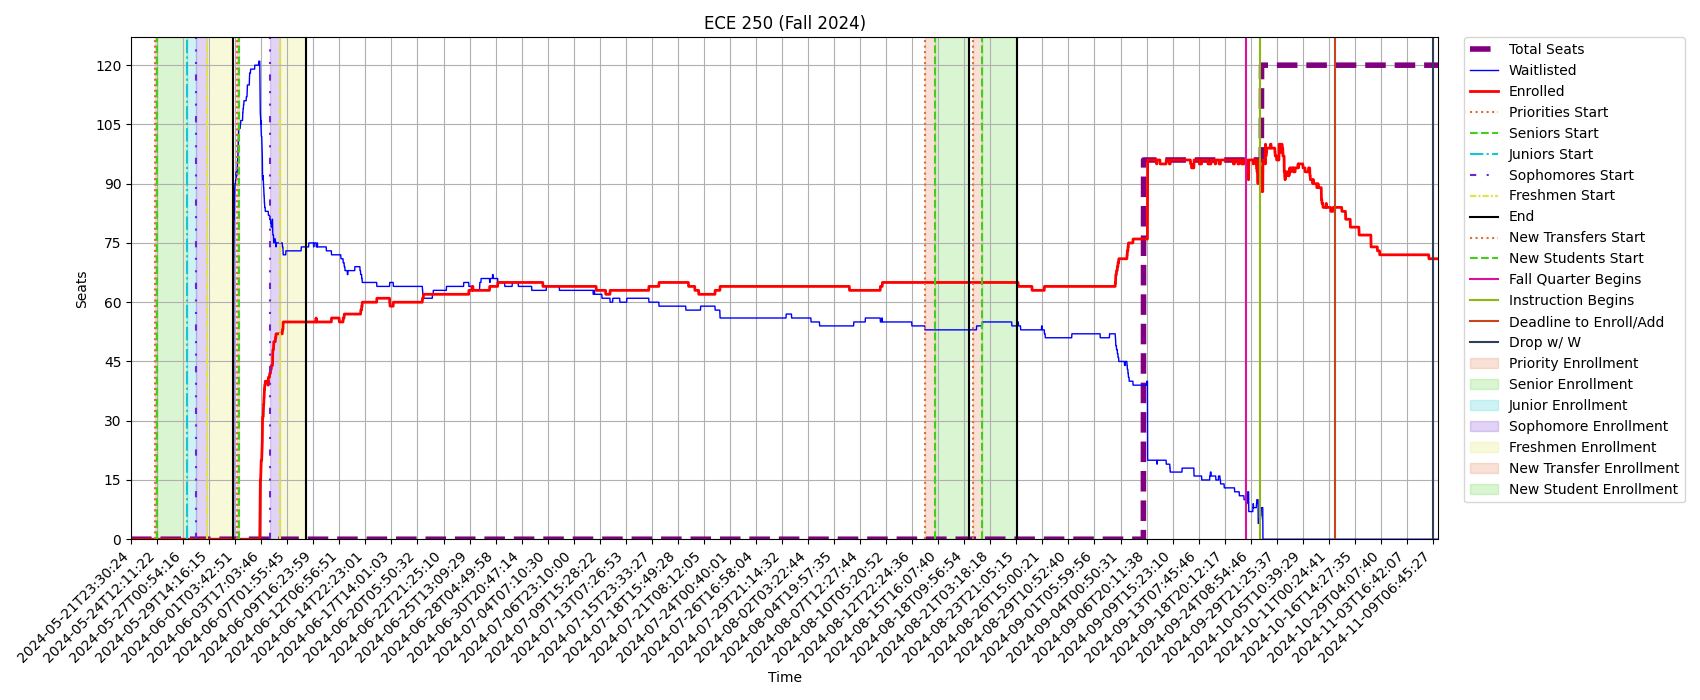 ECE 250 (Fall 2024)
Seats
120
105
90
75
60
45
30
15
0
2024-05-21T23:30:24
2024-05-24T12:11:22
2024-05-27T00:54:16
2024-05-29T14:16:15
2024-06-01T03:42:51
2024-06-03T17:03:46
2024-06-07T01:55:45
2024-06-09T16:23:59
2024-06-12T06:56:51
2024-06-14T22:23:01
2024-06-17T14:01:03
2024-06-20T05:50:32
2024-06-22T21:25:10
2024-06-25T13:09:29
2024-06-28T04:49:58
2024-06-30T20:47:14
2024-07-04T07:10:30
2024-07-06T23:10:00
2024-07-09T15:28:22
2024-07-13T07:26:53
2024-07-15T23:33:27
2024-07-18T15:49:28
2024-07-21T08:12:05
2024-07-24T00:40:01
2024-07-26T16:58:04
2024-07-29T21:14:32
2024-08-02T03:22:44
2024-08-04T19:57:35
2024-08-07T12:27:44
2024-08-10T05:20:52
2024-08-12T22:24:36
2024-08-15T16:07:40
2024-08-18T09:56:54
2024-08-21T03:18:18
2024-08-23T21:05:15
2024-08-26T15:00:21
2024-08-29T10:52:40
2024-09-01T05:59:56
2024-09-04T00:50:31
2024-09-06T20:11:38
2024-09-10T15:23:10
2024-09-13T07:45:46
2024-09-18T20:12:17
2024-09-24T08:54:46
2024-09-29T21:25:37
2024-10-05T10:39:29
2024-10-11T00:24:41
2024-10-16T14:27:35
2024-10-29T04:07:40
2024-11-03T16:42:07
2024-11-09T06:45:27
Time
Total Seats
Waitlisted
Enrolled
Priorities Start
Seniors Start
Juniors Start
Sophomores Start
Freshmen Start
End
New Transfers Start
New Students Start
Fall Quarter Begins
Instruction Begins
Deadline to Enroll/Add
Drop w/ W
Priority Enrollment
Senior Enrollment
Junior Enrollment
Sophomore Enrollment
Freshmen Enrollment
New Transfer Enrollment
New Student Enrollment